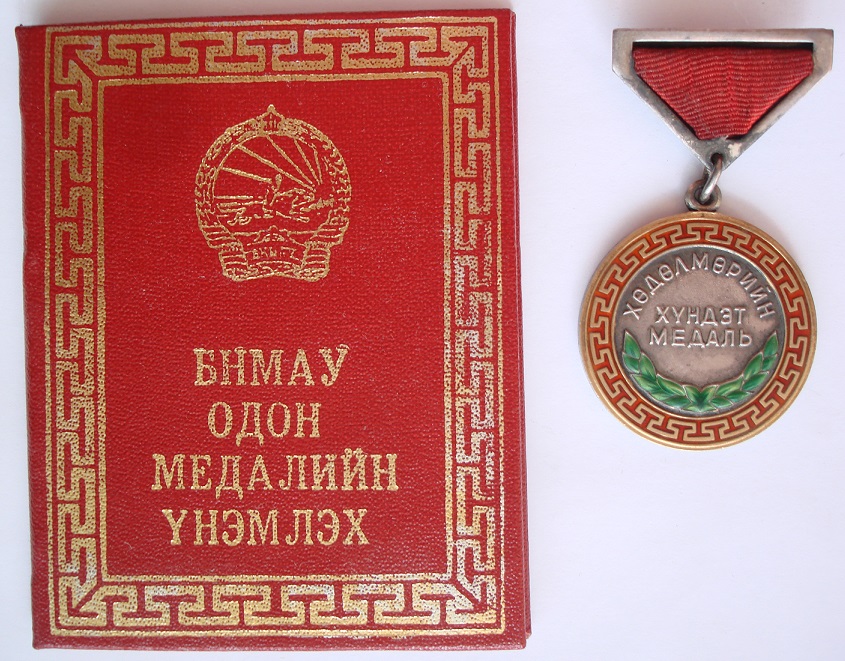 БНМАУ
ОДОН
МЕДАЛИЙН
ҮНЭМЛЭХ
ХӨДӨЛМӨРИЙН
ХҮНДЭТ
МЕДАЛЬ